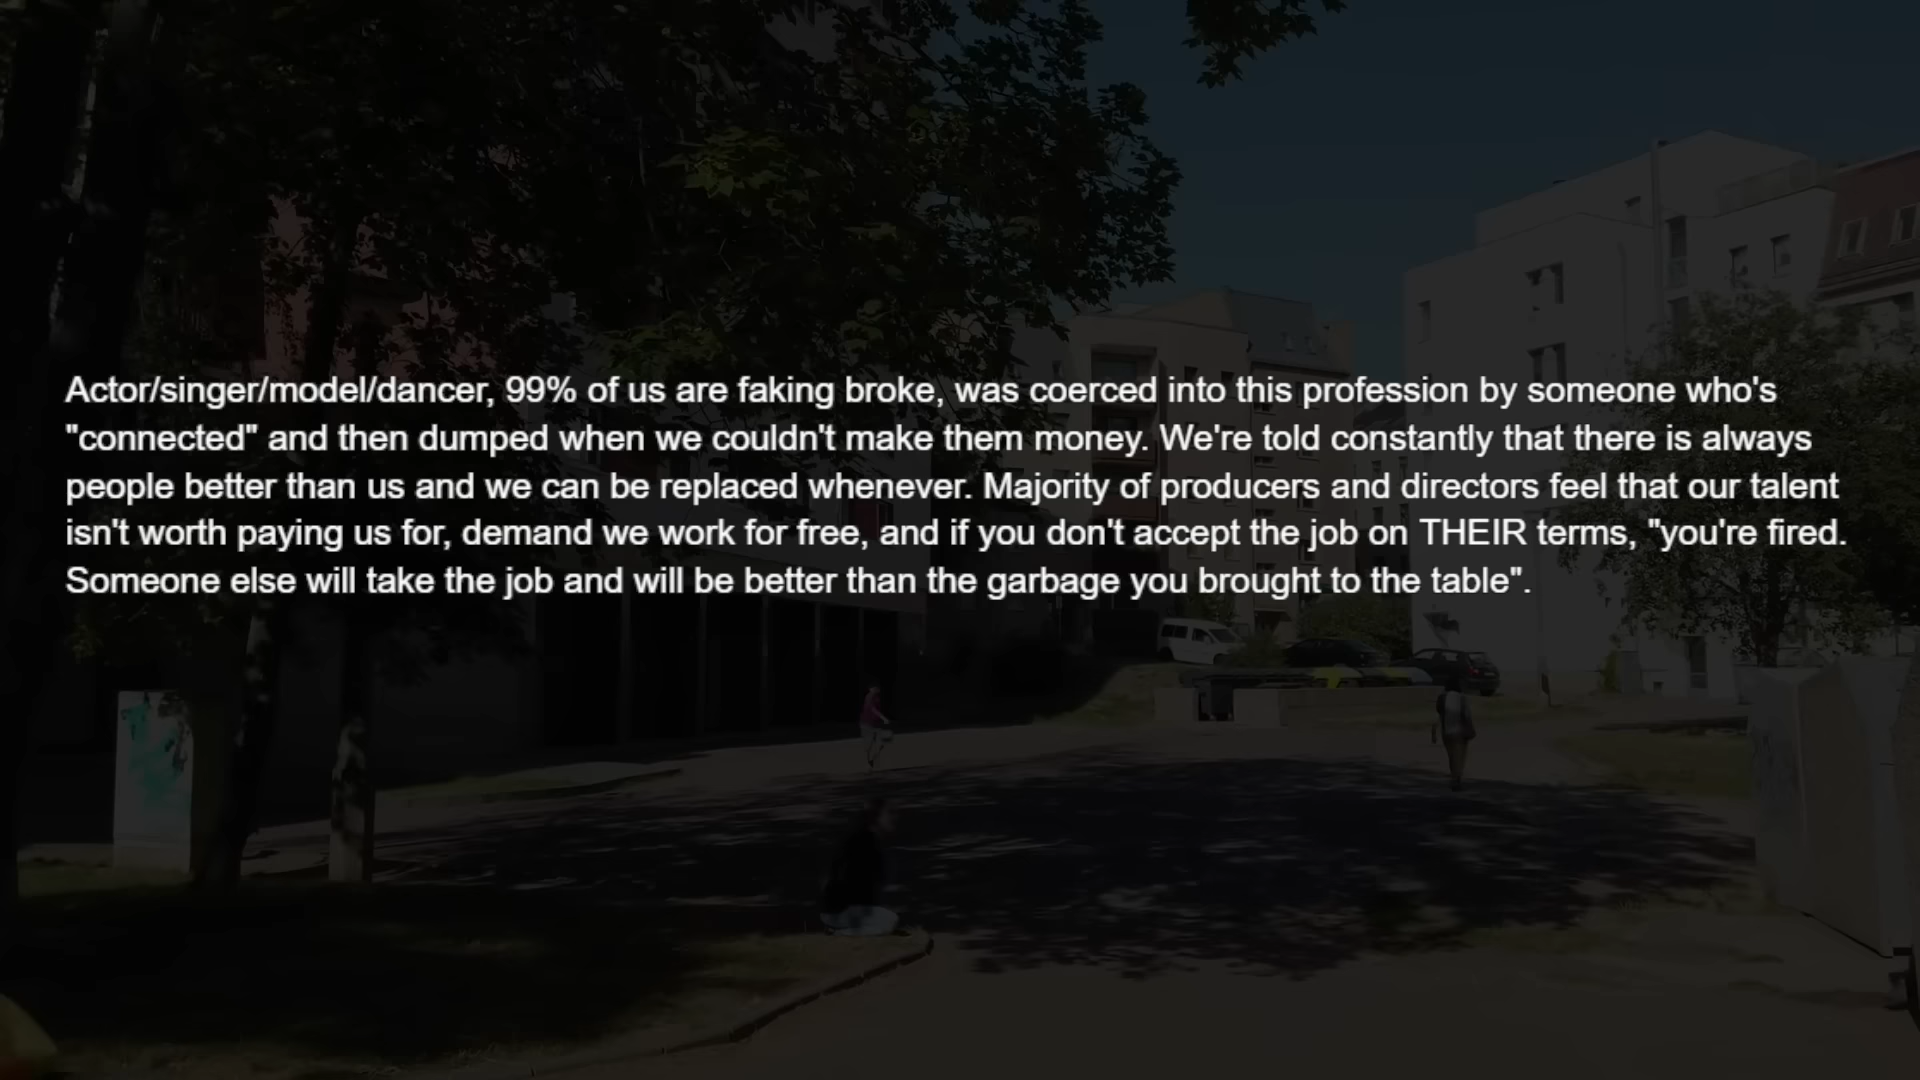 Actor/singer/model/dancer, 99% of us are faking broke, was coerced into this profession by someone who's
"connected" and then dumped when we couldn't make them money. We're told constantly that there is always
people better than us and we can be replaced whenever. Majority of producers and directors feel that our talent
isn't worth paying us for, demand we work for free, and if you don't accept the job on THEIR terms, "you're fired.
Someone else will take the job and will be better than the garbage you brought to the table".